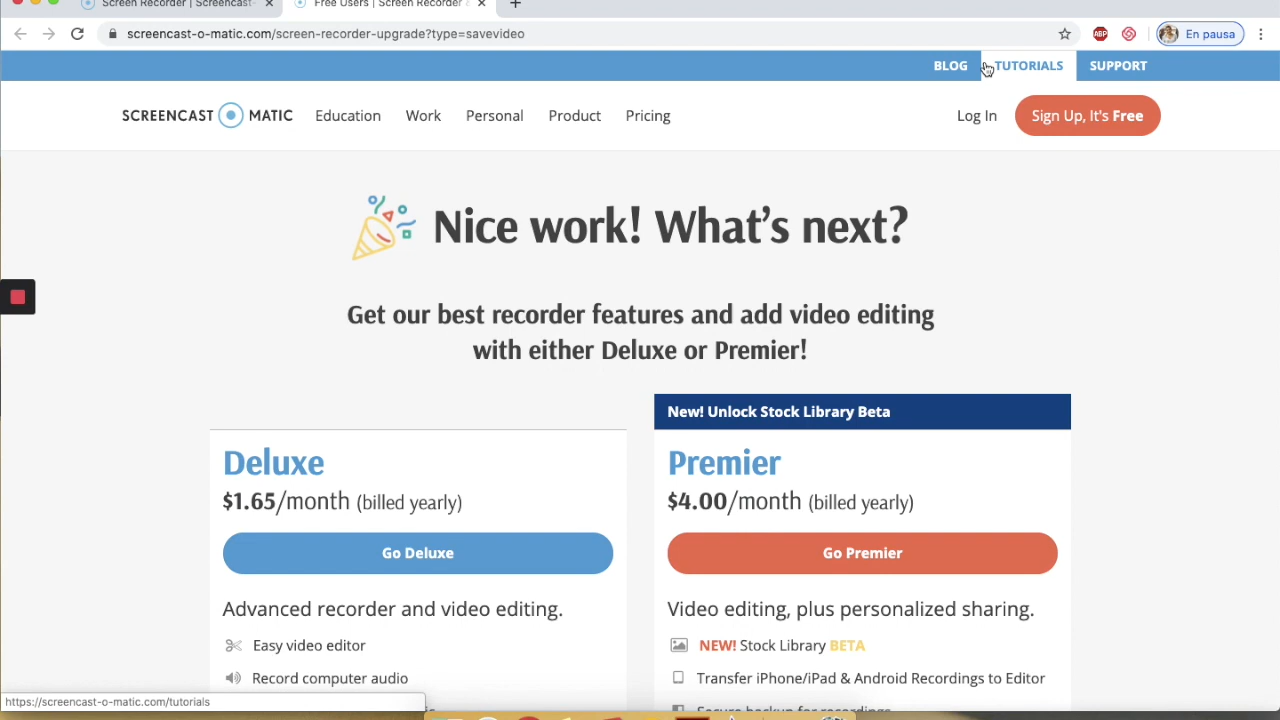 Screen Recorder | Screencast-
Free Users | Screen Recorder &
screencast-o-matic.com/screen-recorder-upgrade?type=savevideo
ABP
En pausa
BLOG TUTORIALS SUPPORT
SCREENCAST MATIC Education Work Personal Product Pricing Log In Sign Up, It's Free
Nice work! What's next?
Get our best recorder features and add video editing
with either Deluxe or Premier!
New! Unlock Stock Library Beta
Deluxe
$1.65/month (billed yearly)
Go Deluxe
Advanced recorder and video editing.
Easy video editor
Record computer audio
Premier
$4.00/month (billed yearly)
Go Premier
Video editing, plus personalized sharing.
NEW! Stock Library BETA
Transfer iPhone/iPad & Android Recordings to Editor
Secure backup for recordings
https://screencast-o-matic.com/tutorials